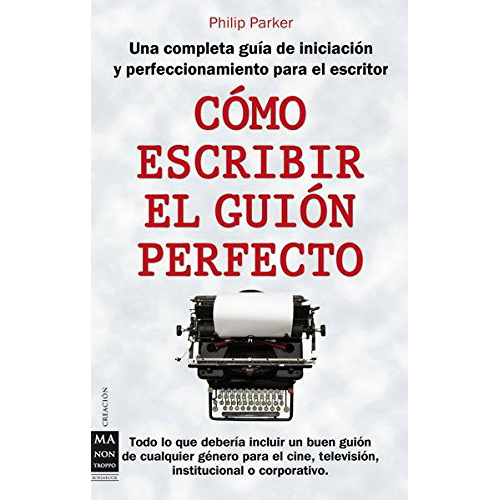 Philip Parker
Una completa guía de iniciación
y perfeccionamiento para el escritor
CÓMO
ESCRIBIR
EL GUIÓN
PERFECTO
CREACIÓN
MA
NON
TROPPO
Todo lo que debería incluir un buen guión
de cualquier género para el cine, televisión,
institucional o corporativo.